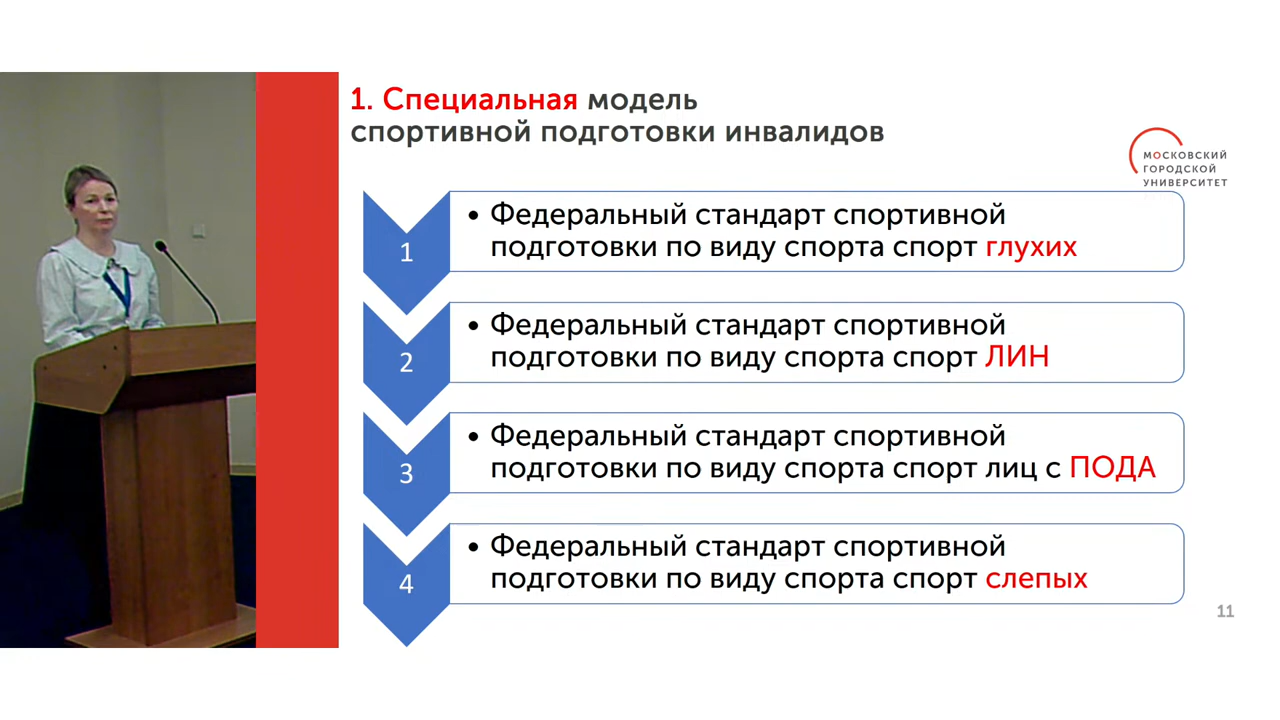 1. Специальная модель
спортивной подготовки инвалидов
МОСКОВСКИЙ
ГОРОДСКОЙ
УНИВЕРСИТЕТ
1
• Федеральный стандарт спортивной
подготовки по виду спорта спорт глухих
2
• Федеральный стандарт спортивной
подготовки по виду спорта спорт ЛИН
3
• Федеральный стандарт спортивной
подготовки по виду спорта спорт лиц с ПОДА
4
• Федеральный стандарт спортивной
подготовки по виду спорта спорт слепых
11